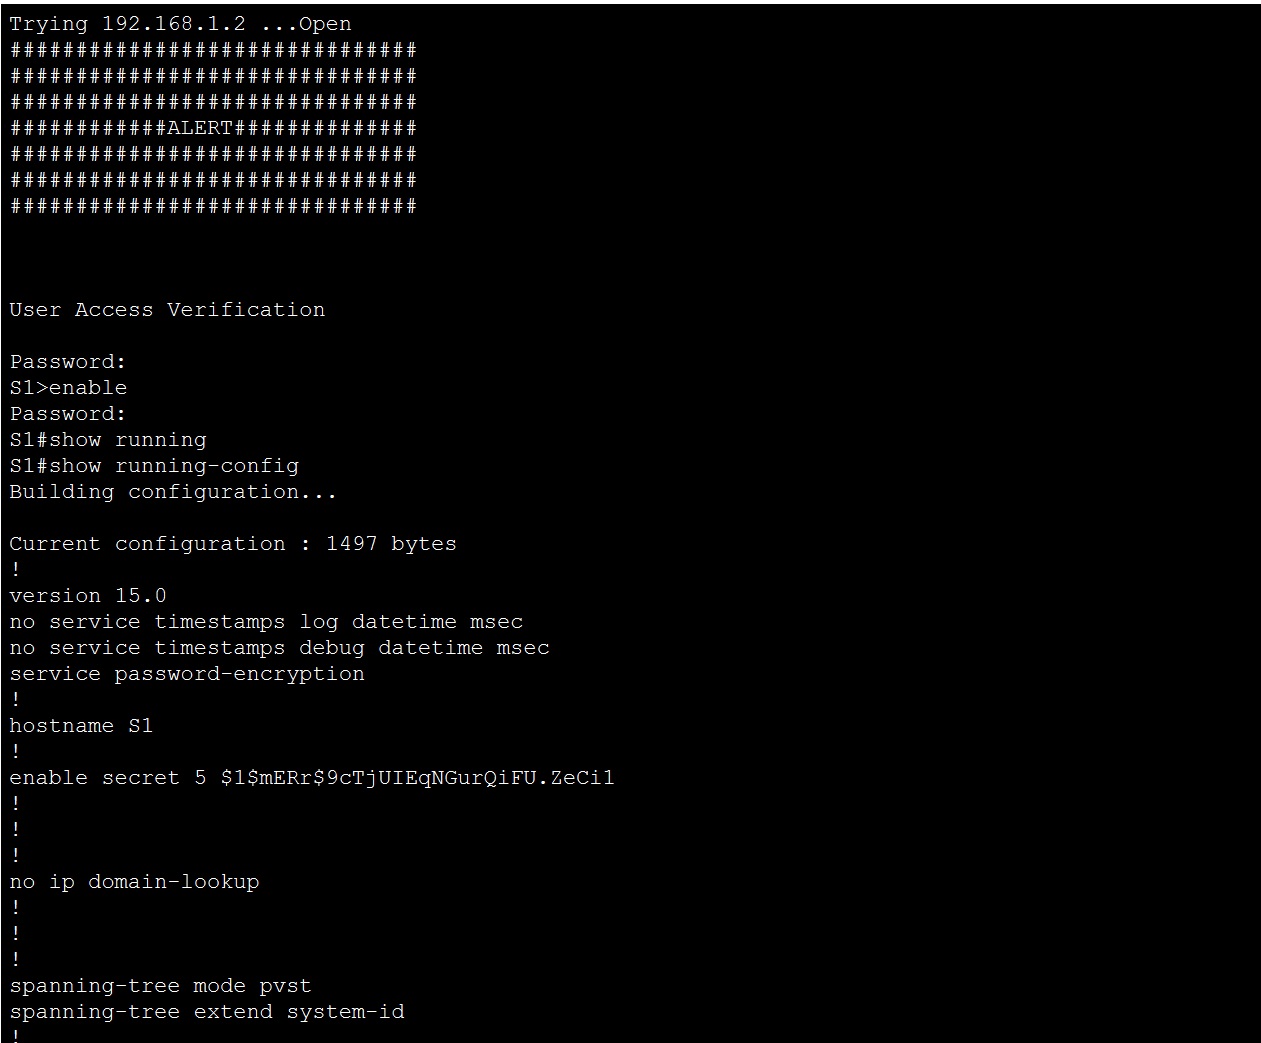 Trying 192.168.1.2 ...Open
###############################
###############################
###############################
############ALERT##############
###############################
###############################
###############################
User Access Verification
Password:
S1>enable
Password:
S1#show running
S1#show running-config
Building configuration...
Current configuration : 1497 bytes
!
version 15.0
no service timestamps log datetime msec
no service timestamps debug datetime msec
service password-encryption
!
hostname S1
!
enable secret 5 $1$mERr$9cTjUIEqNGurQiFU.ZeCi1
!
!
!
no ip domain-lookup
!
!
!
spanning-tree mode pvst
spanning-tree extend system-id
!